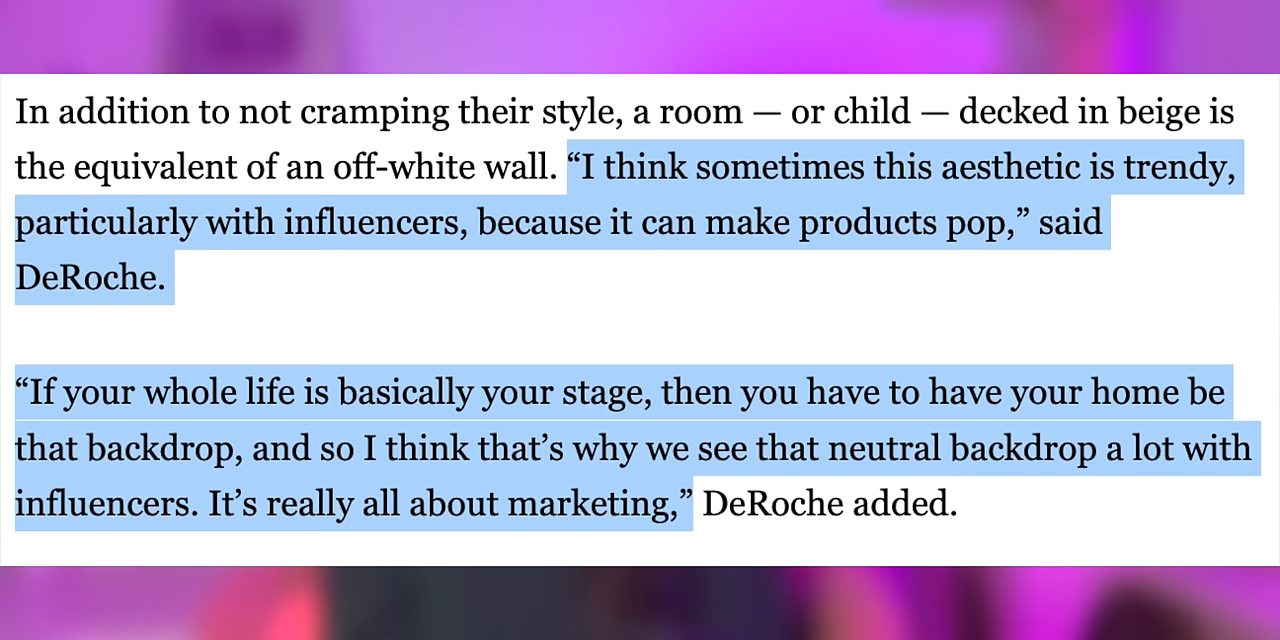 In addition to not cramping their style, a room — or child — decked in beige is
the equivalent of an off-white wall. “I think sometimes this aesthetic is trendy,
particularly with influencers, because it can make products pop,” said
DeRoche.
“If your whole life is basically your stage, then you have to have your home be
that backdrop, and so I think that’s why we see that neutral backdrop a lot with
influencers. It’s really all about marketing,” DeRoche added.